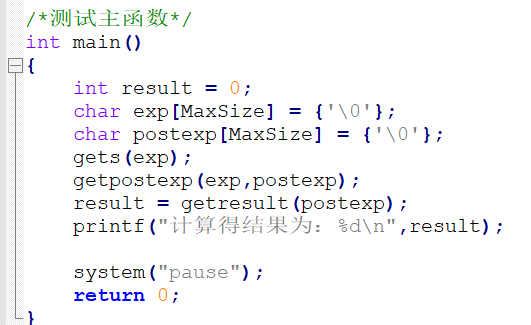 /*测试主函数*/
int main()
{
    int result = 0;
    char exp[MaxSize] = {'\0'};
    char postexp[MaxSize] = {'\0'};
    gets(exp);
    getpostexp(exp,postexp);
    result = getresult(postexp);
    printf("计算得结果为：%d\n",result);

    system("pause");
    return 0;
}